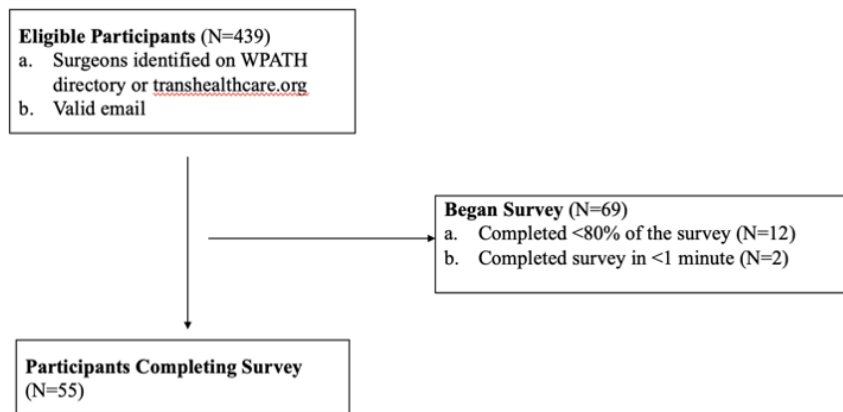 Eligible Participants (N=439)
a. Surgeons identified on WPATH
directory or transhealthcare.org
b. Valid email
Began Survey (N=69)
a. Completed <80% of the survey (N=12)
b. Completed survey in <1 minute (N=2)
Participants Completing Survey
(N=55)